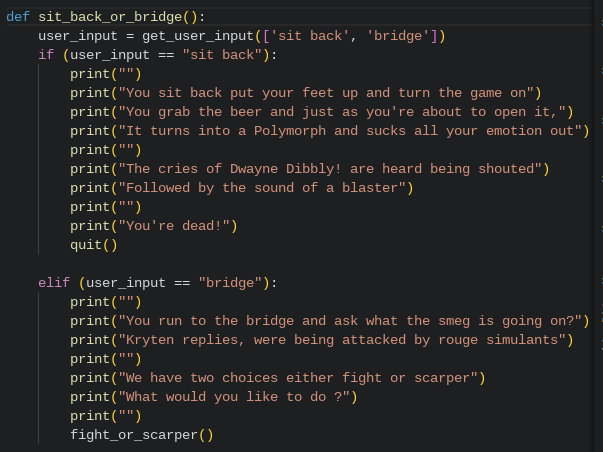 def sit_back_or_bridge():
    user_input = get_user_input(['sit back', 'bridge'])
    if (user_input == "sit back"):
        print("")
        print("You sit back put your feet up and turn the game on")
        print("You grab the beer and just as you're about to open it,")
        print("It turns into a Polymorph and sucks all your emotion out")
        print("")
        print("The cries of Dwayne Dibbly! are heard being shouted")
        print("Followed by the sound of a blaster")
        print("")
        print("You're dead!")
        quit()

    elif (user_input == "bridge"):
        print("")
        print("You run to the bridge and ask what the smeg is going on?")
        print("Kryten replies, were being attacked by rouge simulants")
        print("")
        print("We have two choices either fight or scarper")
        print("What would you like to do ?")
        print("")
        fight_or_scarper()